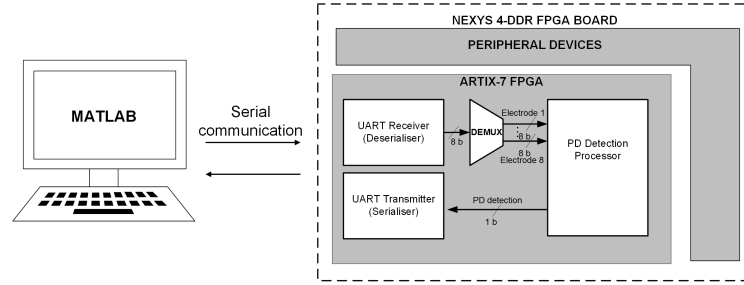 NEXYS 4-DDR FPGA BOARD
PERIPHERAL DEVICES
ARTIX-7 FPGA
MATLAB
Serial
communication
UART Receiver
(Deserialiser)
8 b
DEMUX
Electrode 1
8 b
8 b
Electrode 8
PD Detection
Processor
UART Transmitter
(Serialiser)
PD detection
1 b